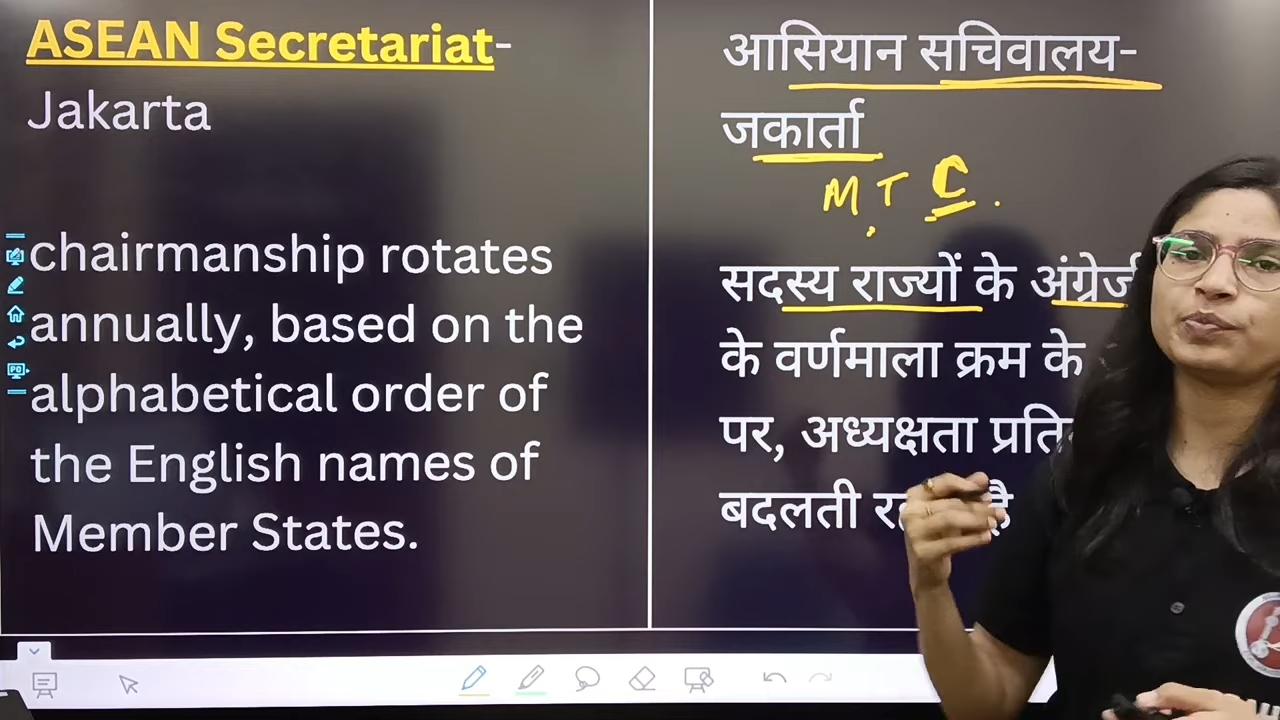 ASEAN Secretariat-
Jakarta
chairmanship rotates
annually, based on the
alphabetical order of
the English names of
Member States.
आसियान सचिवालय-
जकार्ता
M, T C.
सदस्य राज्यों के
के वर्णमाला क्रम के
पर, अध्यक्षता
बदलती